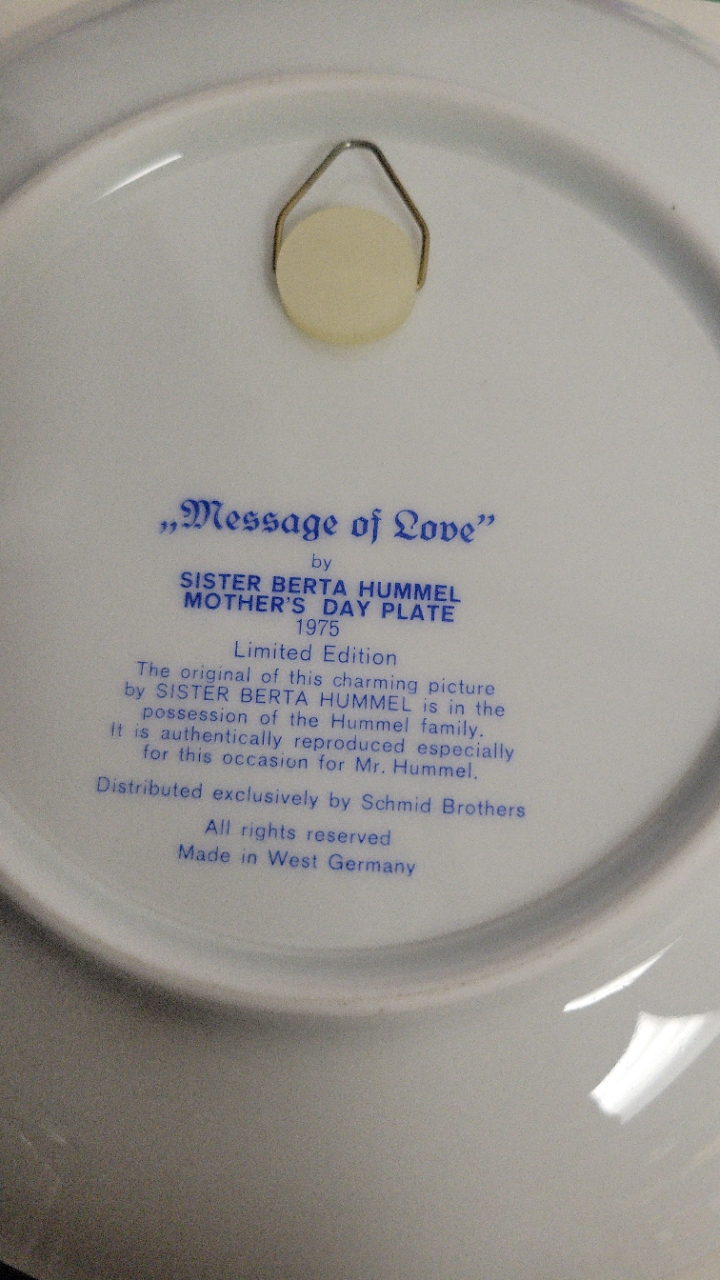 „Message of Love”
by
SISTER BERTA HUMMEL
MOTHER'S DAY PLATE
1975
Limited Edition
The original of this charming picture
by SISTER BERTA HUMMEL is in the
possession of the Hummel family.
It is authentically reproduced especially
for this occasion for Mr. Hummel.
Distributed exclusively by Schmid Brothers
All rights reserved
Made in West Germany